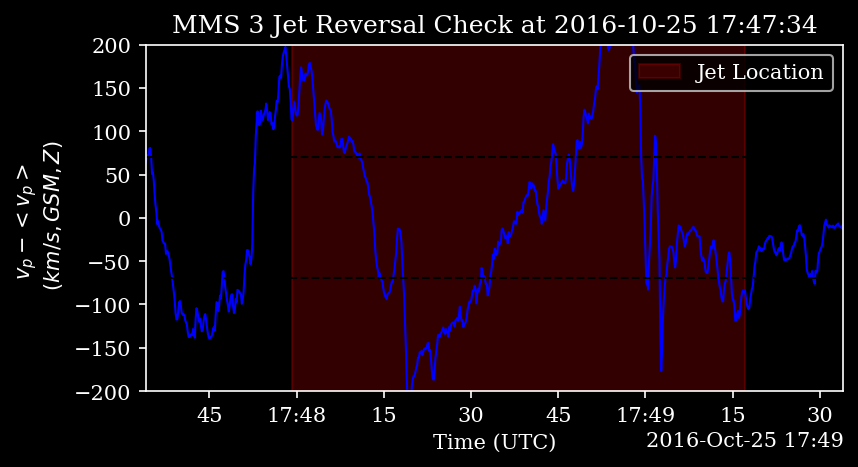 MMS 3 Jet Reversal Check at 2016-10-25 17:47:34
200
150
100
50
0
−50
−100
−150
−200
v_p − <v_p>
(km/s, GSM, Z)
Jet Location
45 17:48 15 30 45 17:49 15 30
Time (UTC)
2016-Oct-25 17:49